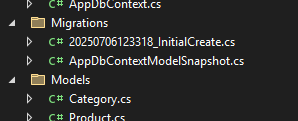 C# AppDbContext.cs
Migrations
C# 20250706123318_InitialCreate.cs
C# AppDbContextModelSnapshot.cs
Models
C# Category.cs
C# Product.cs